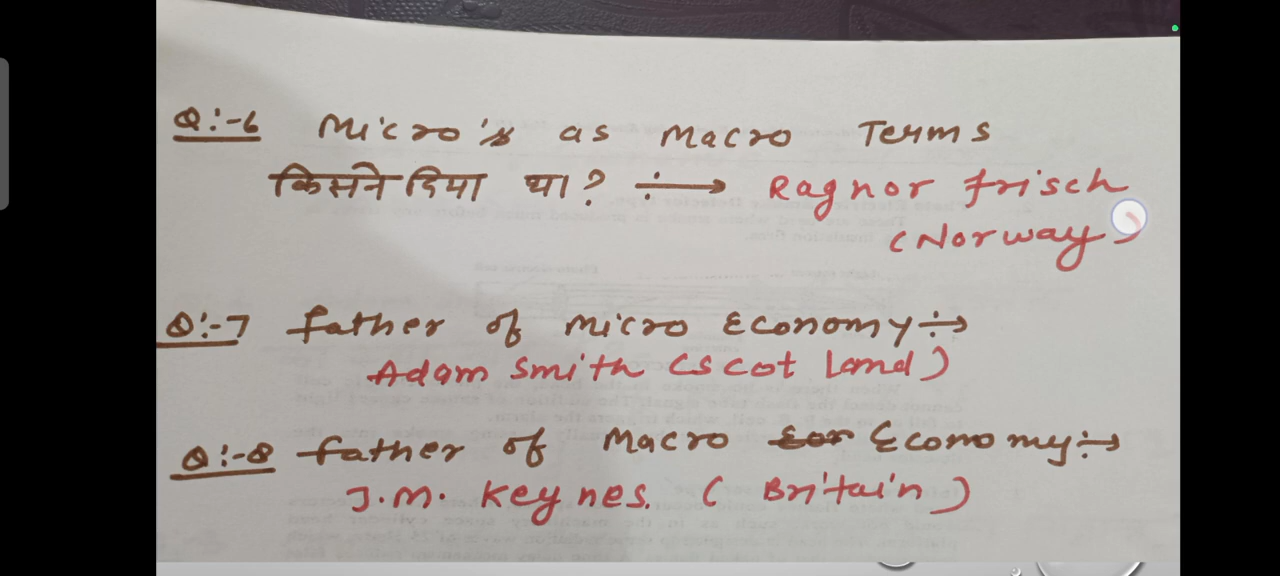 Q:-6 Micro's as Macro Terms
किसने दिया था? ÷→ Ragnor frisch
(Norway)
Q:-7 father of Micro Economy÷→
Adam Smith (Scot land)
Q:-8 father of Macro Economy÷→
J.M. Keynes. (Britain)